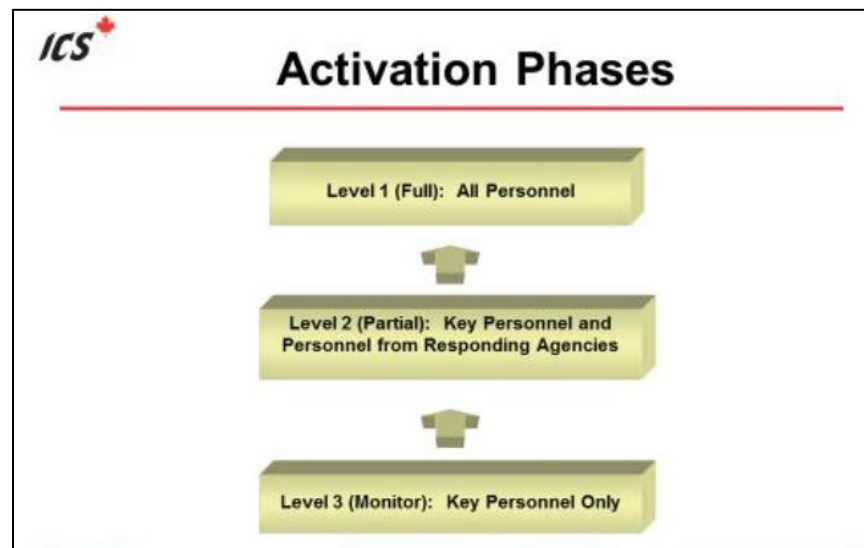 ICS
Activation Phases
Level 1 (Full): All Personnel
Level 2 (Partial): Key Personnel and
Personnel from Responding Agencies
Level 3 (Monitor): Key Personnel Only